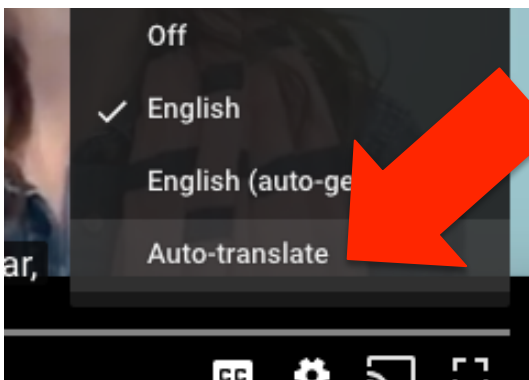 Off
English
English (auto-ge
Auto-translate
ar,
CC